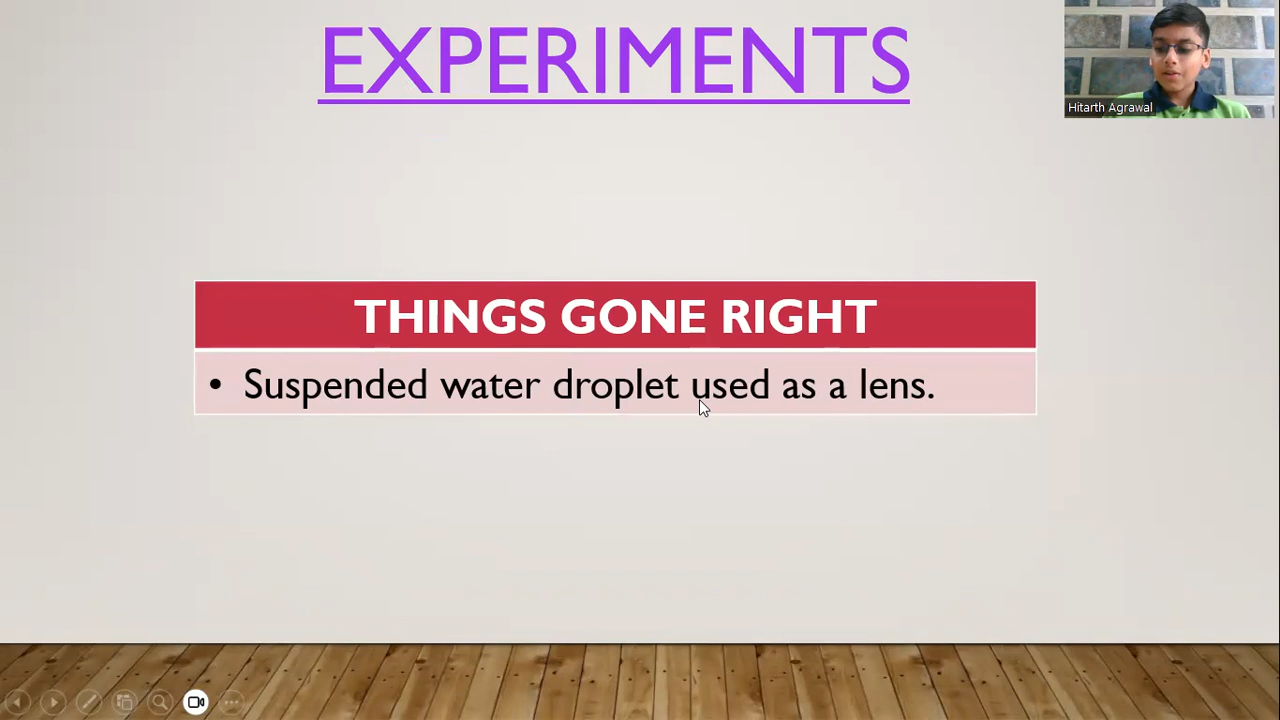 EXPERIMENTS
Hitarth Agrawal
THINGS GONE RIGHT
• Suspended water droplet used as a lens.